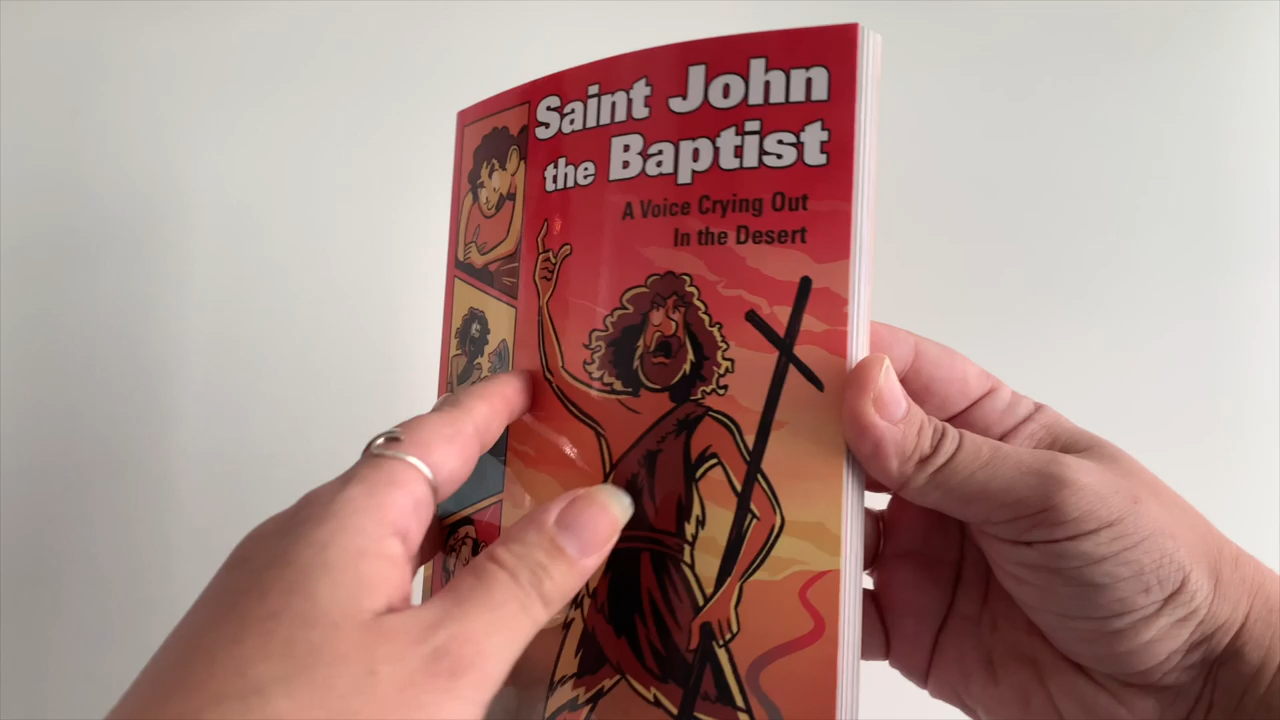 Saint John
the Baptist
A Voice Crying Out
In the Desert